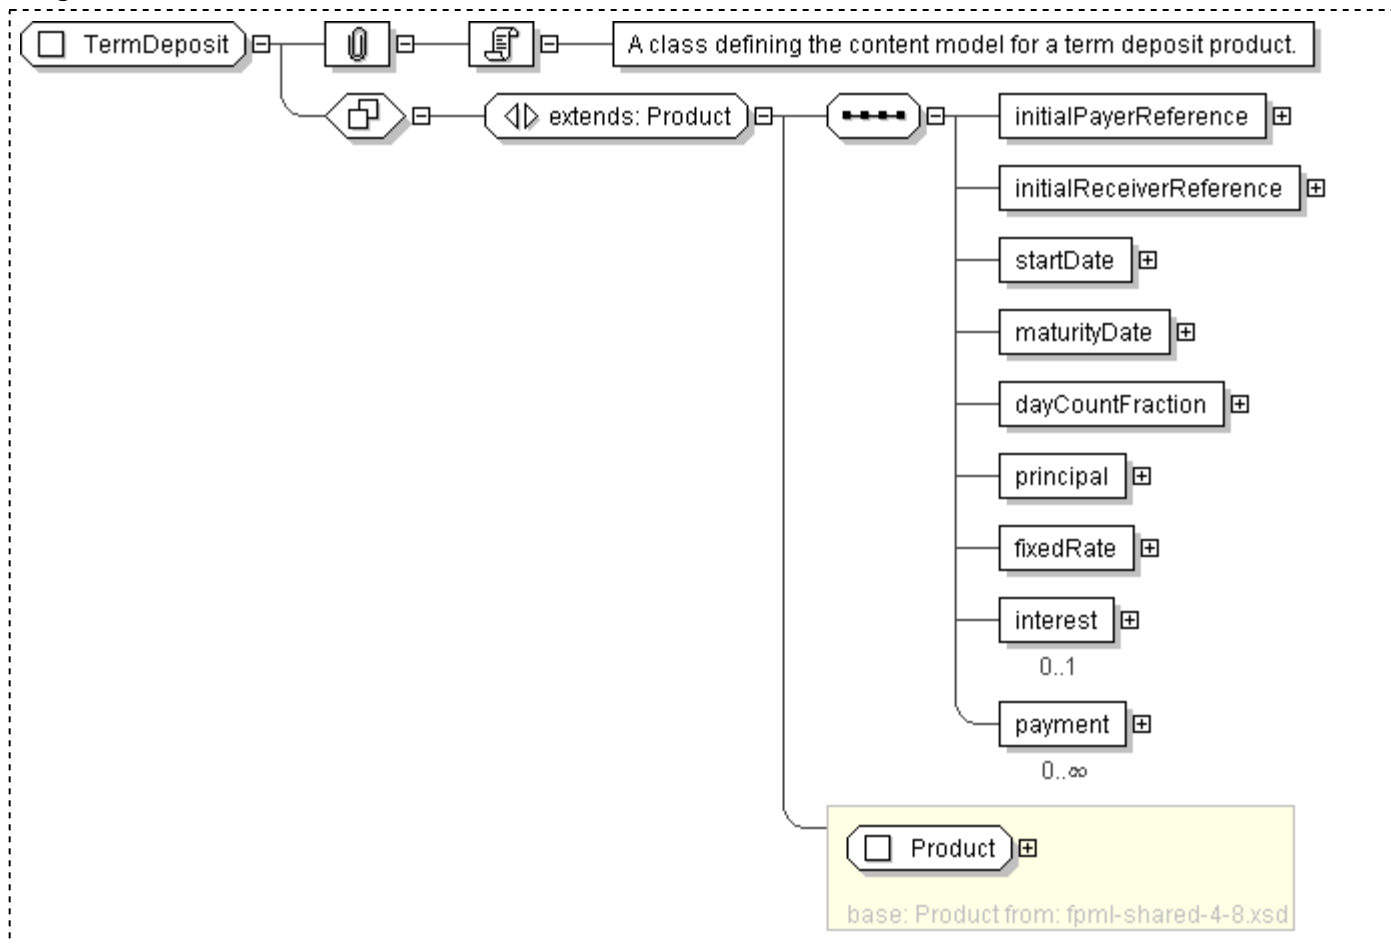 TermDeposit
A class defining the content model for a term deposit product.
extends: Product
initialPayerReference
initialReceiverReference
startDate
maturityDate
dayCountFraction
principal
fixedRate
interest
0..1
payment
0..∞
Product
base: Product from: fpml-shared-4-8.xsd